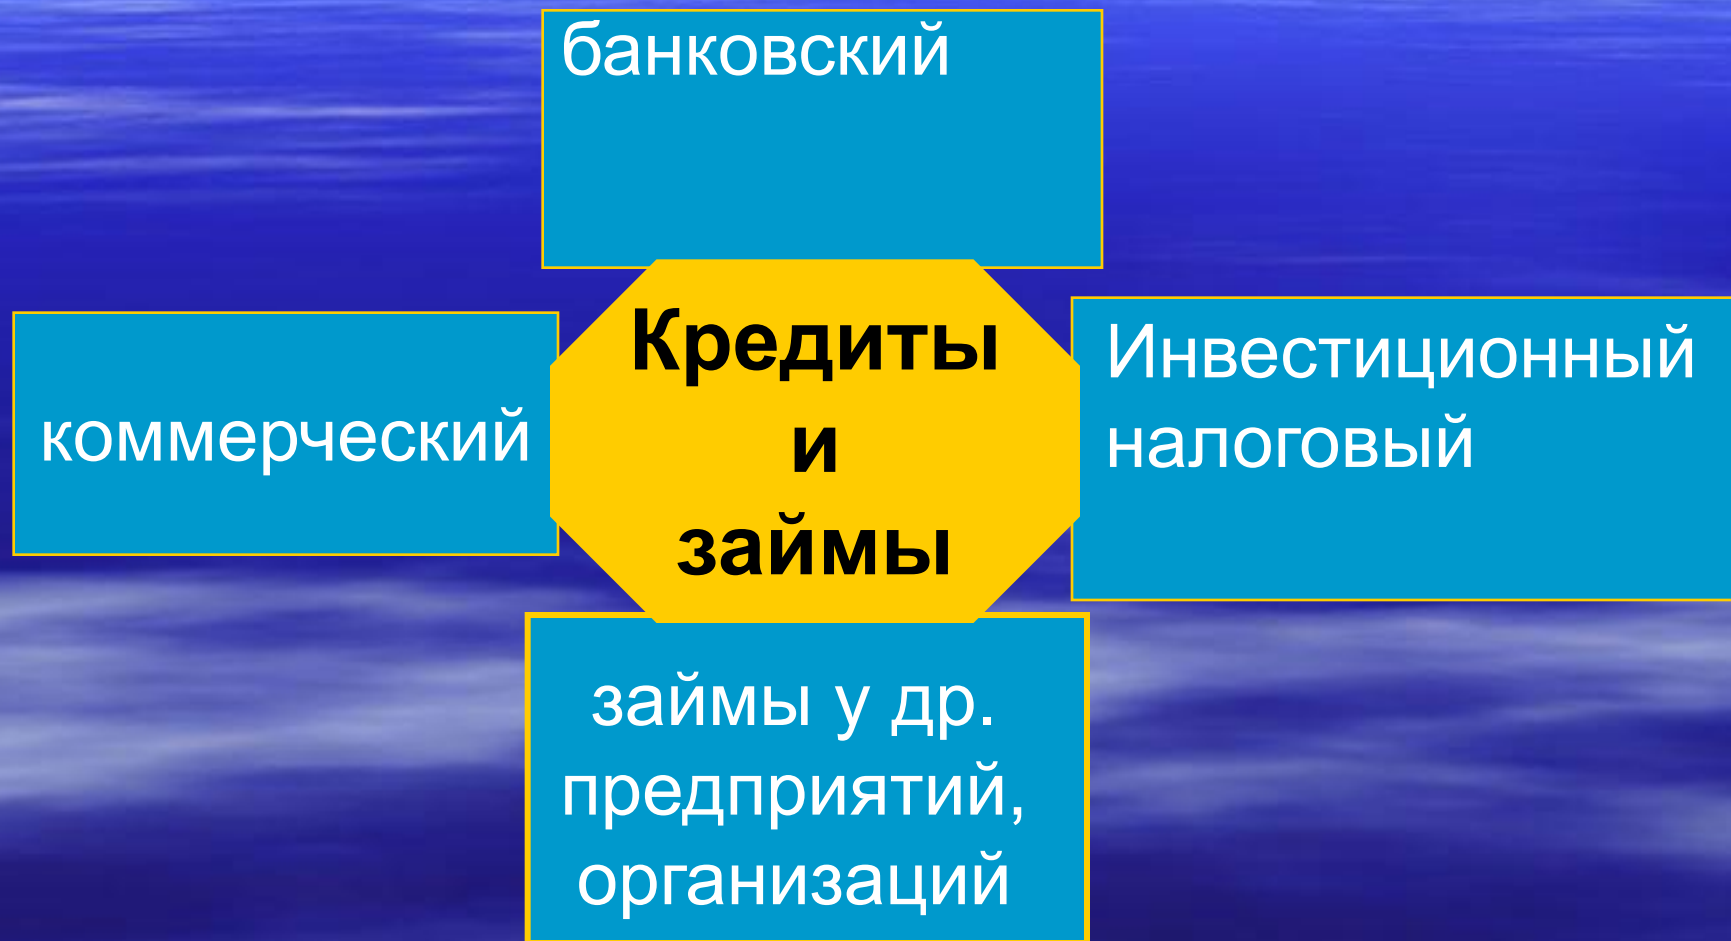 банковский
коммерческий
Кредиты
и
займы
Инвестиционный
налоговый
займы у др.
предприятий,
организаций